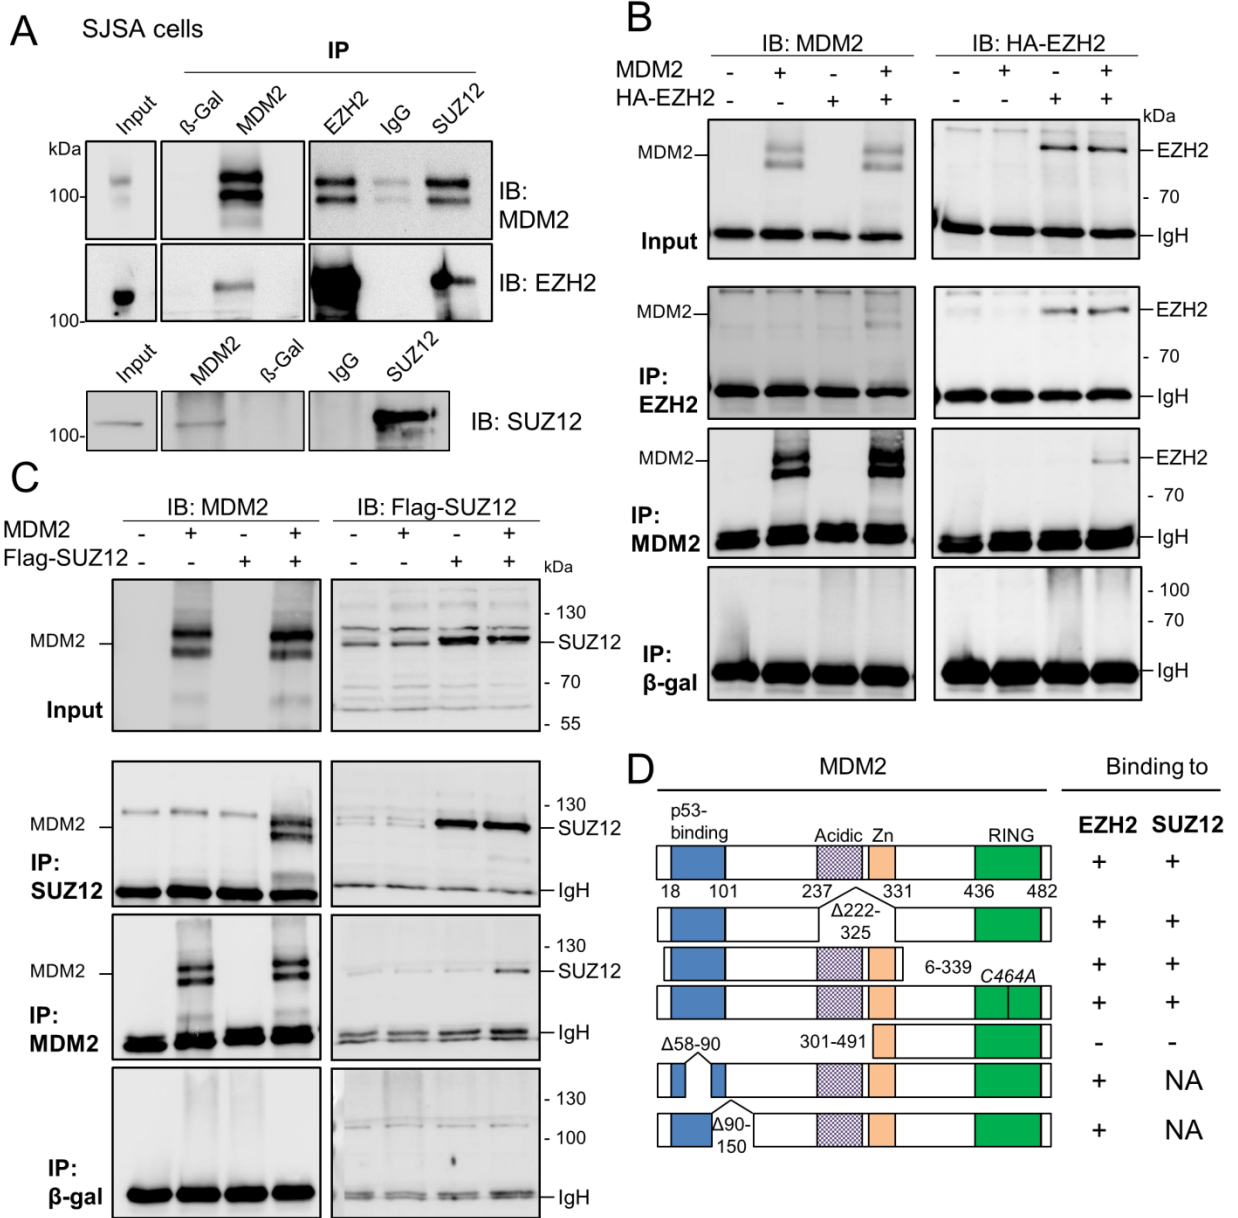 A
SJSA cells
IP
Input
ß-Gal
MDM2
EZH2
IgG
SUZ12
kDa
100-
IB:
MDM2
IB: EZH2
100-
Input
MDM2
ß-Gal
IgG
SUZ12
100-
IB: SUZ12
B
IB: MDM2
IB: HA-EZH2
MDM2 - + - + - + - +
HA-EZH2 - - + + - - + +
kDa
MDM2
EZH2
- 70
Input
IgH
MDM2
EZH2
- 70
IP:
EZH2
IgH
MDM2
EZH2
- 70
IP:
MDM2
IgH
- 100
- 70
IP:
β-gal
IgH
C
IB: MDM2
IB: Flag-SUZ12
MDM2 - + - + - + - +
Flag-SUZ12 - - + + - - + +
kDa
- 130
MDM2
SUZ12
- 70
Input
- 55
- 130
MDM2
SUZ12
IP:
SUZ12
IgH
- 130
MDM2
SUZ12
IP:
MDM2
IgH
- 130
- 100
IP:
β-gal
IgH
D
MDM2
Binding to
p53-
binding
Acidic
Zn
RING
EZH2 SUZ12
+ +
18 101 237 331 436 482
Δ222-
325
+ +
6-339
+ +
C464A
+ +
301-491
- -
Δ58-90
+ NA
Δ90-
150
+ NA